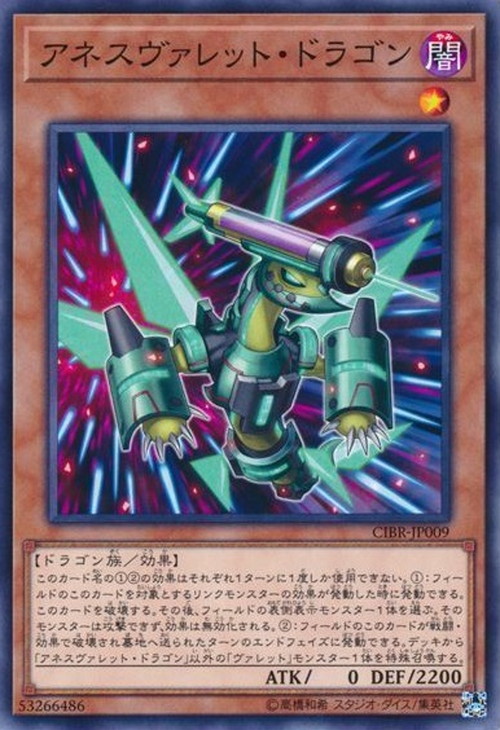 アネスヴァレット・ドラゴン
闇
CIBR-JP009
【ドラゴン族／効果】
このカード名の①②の効果はそれぞれ１ターンに１度しか使用できない。①：フィー
ルドのこのカードを対象とするリンクモンスターの効果が発動した時に発動できる。
このカードを破壊する。その後、フィールドの表側表示モンスター１体を選ぶ。その
モンスターは攻撃できず、効果は無効化される。②：フィールドのこのカードが戦闘・
効果で破壊され墓地へ送られたターンのエンドフェイズに発動できる。デッキから
「アネスヴァレット・ドラゴン」以外の「ヴァレット」モンスター１体を特殊召喚する。
ATK/ 0 DEF/2200
53266486 ©高橋和希 スタジオ・ダイス/集英社